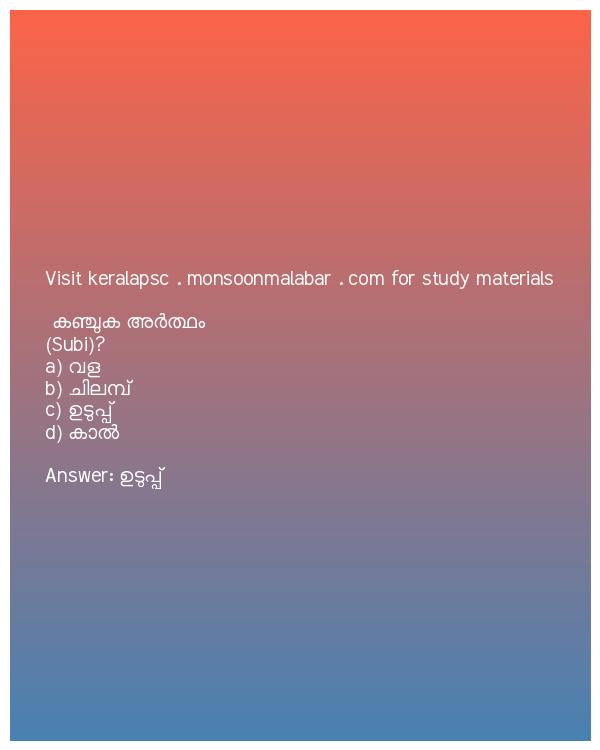 Visit keralapsc . monsoonmalabar . com for study materials
കഞ്ചുക അർത്ഥം
(Subi)?
a) വള
b) ചിലമ്പ്
c) ഉടുപ്പ്
d) കാൽ
Answer: ഉടുപ്പ്